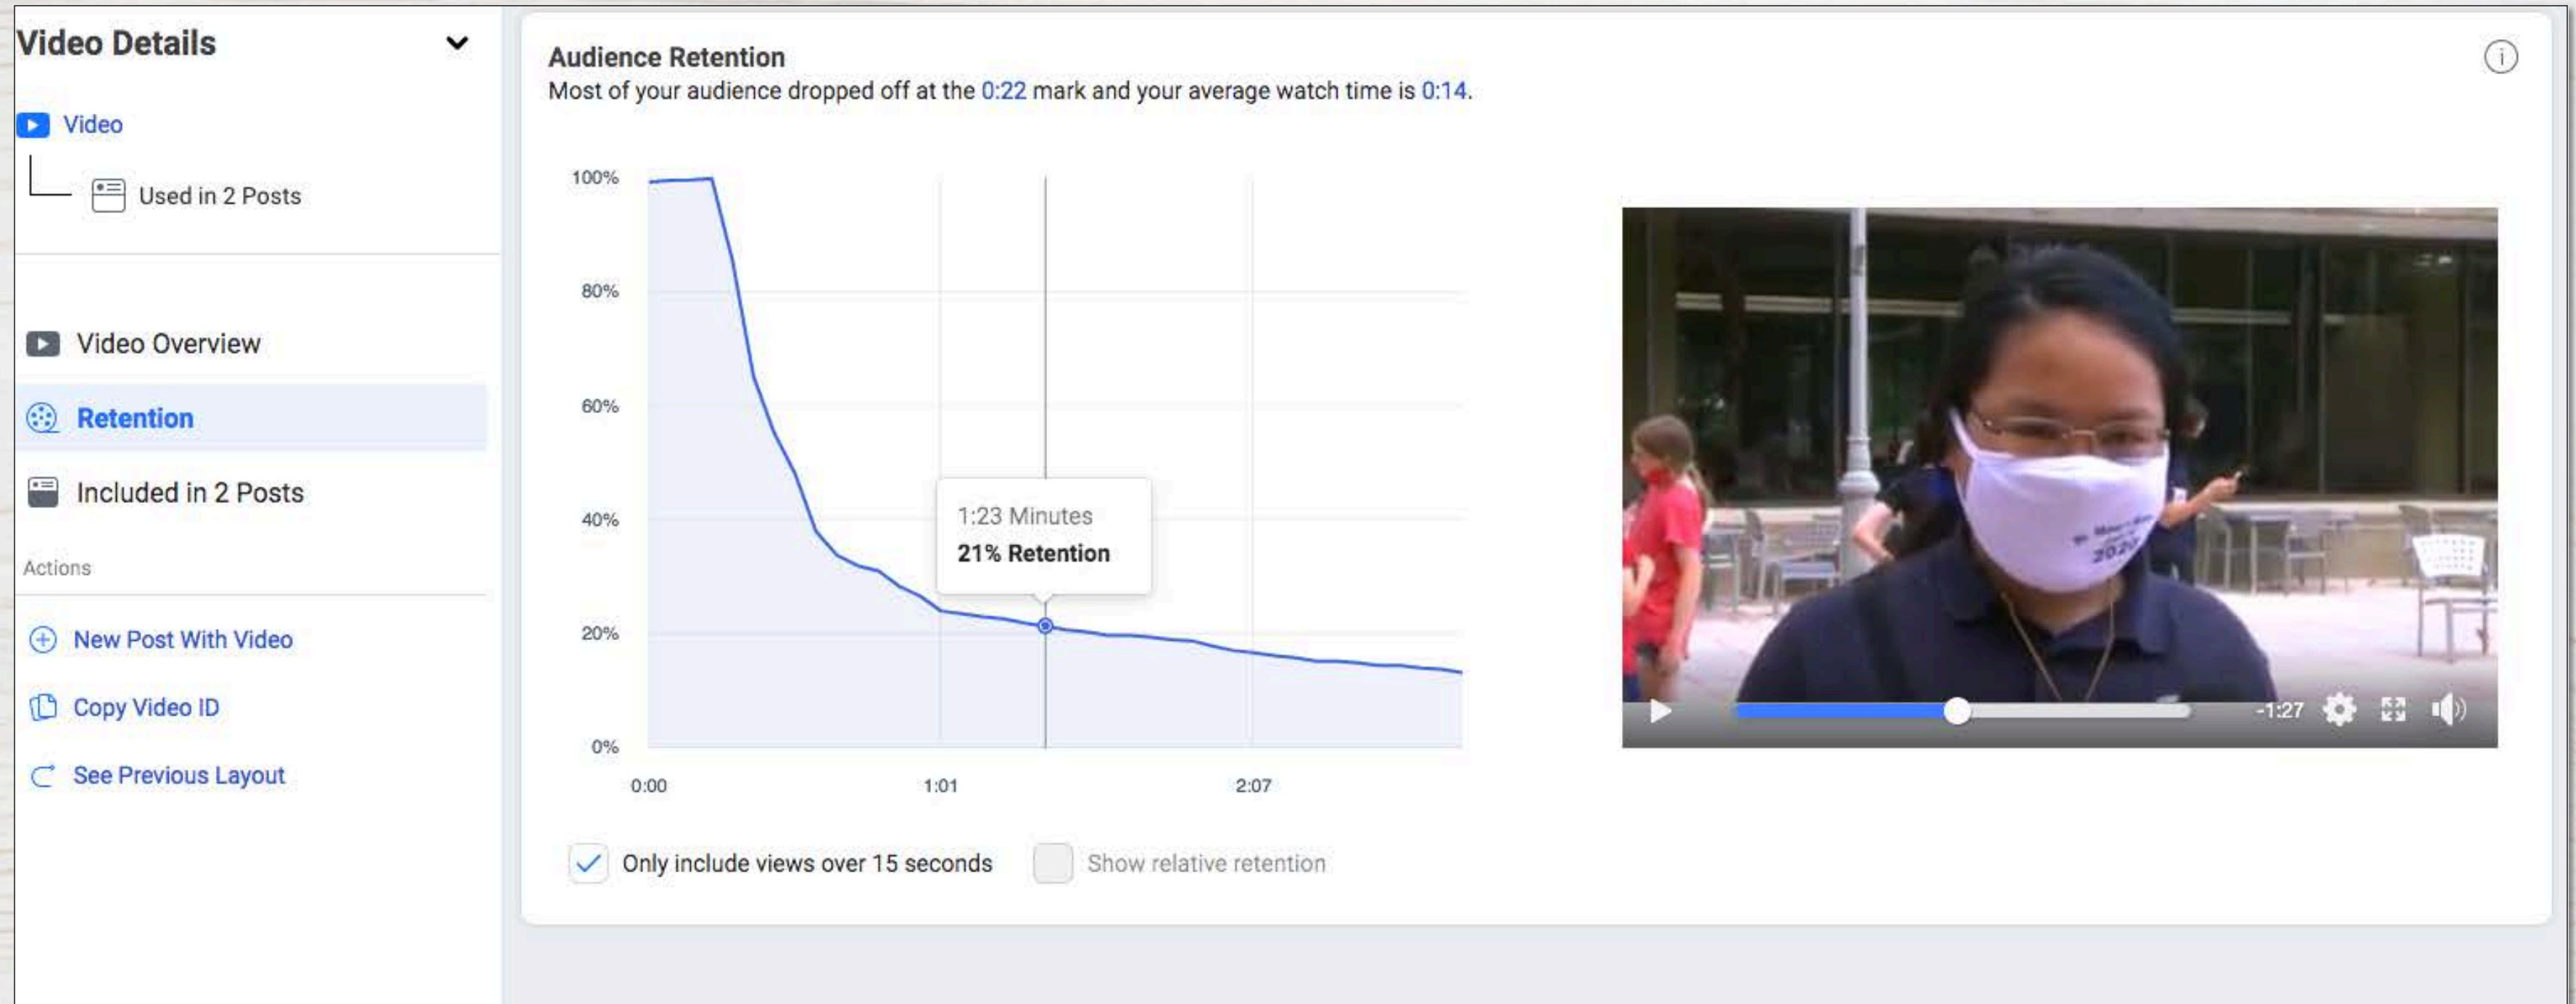 Video Details
Video
Used in 2 Posts
Video Overview
Retention
Included in 2 Posts
Actions
New Post With Video
Copy Video ID
See Previous Layout
Audience Retention
Most of your audience dropped off at the 0:22 mark and your average watch time is 0:14.
100%
80%
60%
40%
20%
0%
0:00 1:01 2:07
1:23 Minutes
21% Retention
Only include views over 15 seconds Show relative retention
2020
-1:27